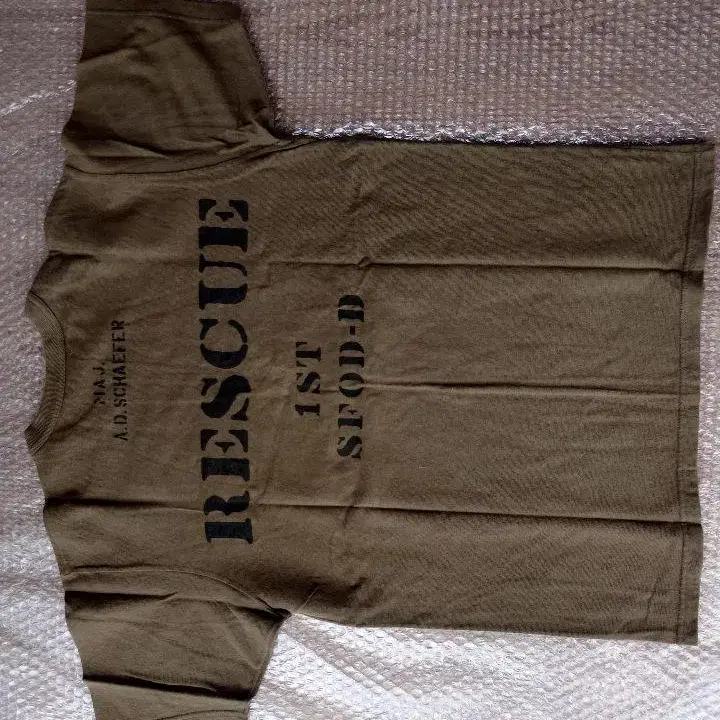 MAJ.
A.D. SCHAEFER
RESCUE
1ST
SFOD-D